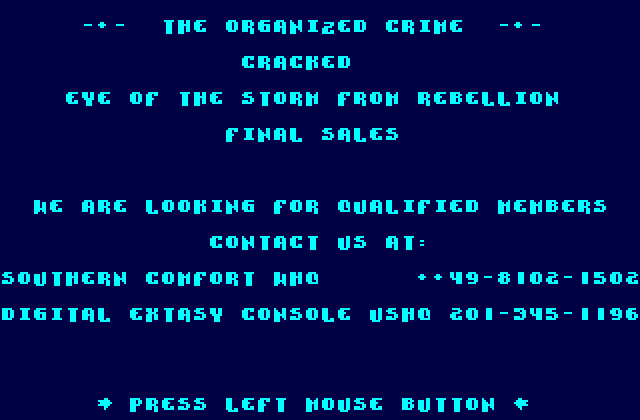 -+- THE ORGANIZED CRIME -+-
CRACKED
EYE OF THE STORM FROM REBELLION
FINAL SALES
WE ARE LOOKING FOR QUALIFIED MEMBERS
CONTACT US AT:
SOUTHERN COMFORT WHQ ++49-8102-1502
DIGITAL EXTASY CONSOLE USHQ 201-345-1196
→ PRESS LEFT MOUSE BUTTON ←